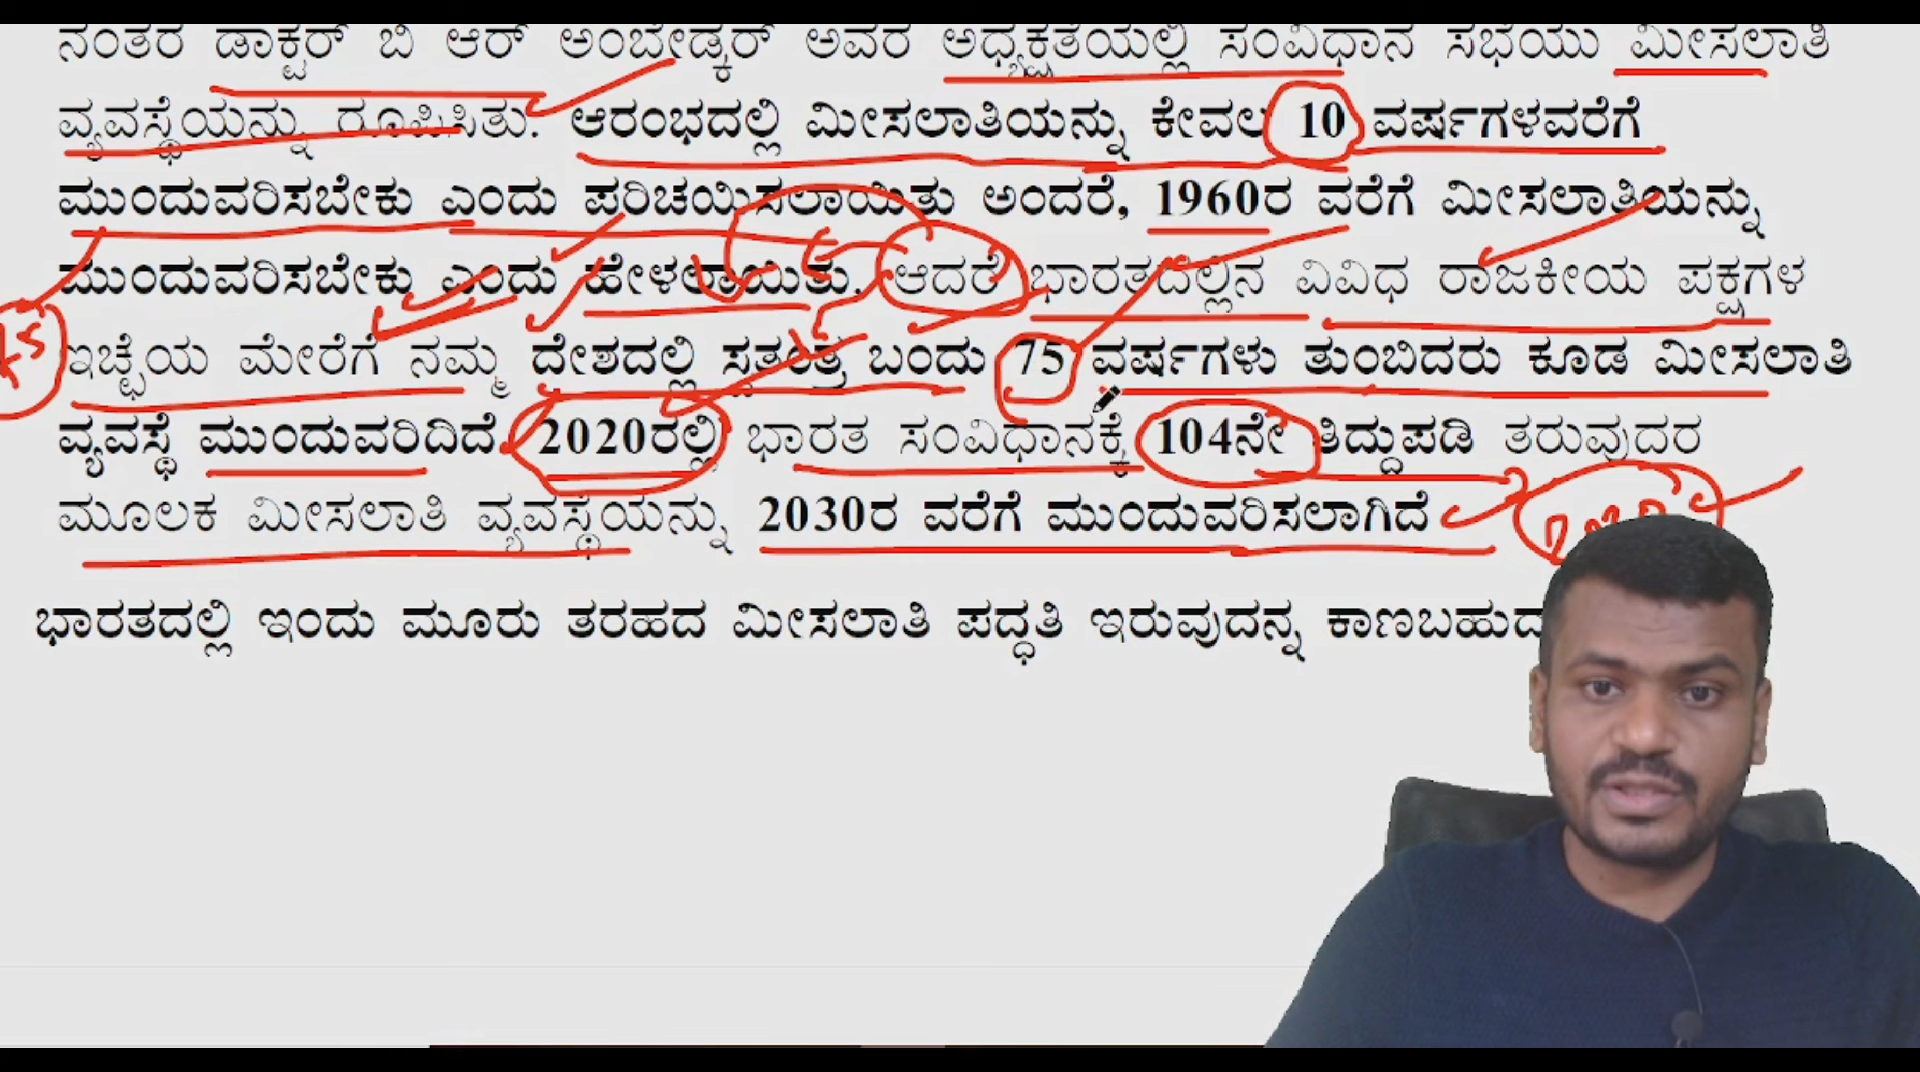 ನಂತರ ಡಾಕ್ಟರ್ ಬಿ ಆರ್ ಅಂಬೇಡ್ಕರ್ ಅವರ ಅಧ್ಯಕ್ಷತೆಯಲ್ಲಿ ಸಂವಿಧಾನ ಸಭೆಯು ಮೀಸಲಾತಿ
ವ್ಯವಸ್ಥೆಯನ್ನು ರೂಪಿಸಿತು. ಆರಂಭದಲ್ಲಿ ಮೀಸಲಾತಿಯನ್ನು ಕೇವಲ 10 ವರ್ಷಗಳವರೆಗೆ
ಮುಂದುವರಿಸಬೇಕು ಎಂದು ಪರಿಚಯಿಸಲಾಯಿತು ಅಂದರೆ, 1960ರ ವರೆಗೆ ಮೀಸಲಾತಿಯನ್ನು
ಮುಂದುವರಿಸಬೇಕು ಎಂದು ಹೇಳಲಾಯಿತು. ಆದರೆ ಭಾರತದಲ್ಲಿನ ವಿವಿಧ ರಾಜಕೀಯ ಪಕ್ಷಗಳ
ಇಚ್ಛೆಯ ಮೇರೆಗೆ ನಮ್ಮ ದೇಶದಲ್ಲಿ ಸ್ವತಂತ್ರ ಬಂದು 75 ವರ್ಷಗಳು ತುಂಬಿದರು ಕೂಡ ಮೀಸಲಾತಿ
ವ್ಯವಸ್ಥೆ ಮುಂದುವರಿದಿದೆ. 2020ರಲ್ಲಿ ಭಾರತ ಸಂವಿಧಾನಕ್ಕೆ 104ನೇ ತಿದ್ದುಪಡಿ ತರುವುದರ
ಮೂಲಕ ಮೀಸಲಾತಿ ವ್ಯವಸ್ಥೆಯನ್ನು 2030ರ ವರೆಗೆ ಮುಂದುವರಿಸಲಾಗಿದೆ
ಭಾರತದಲ್ಲಿ ಇಂದು ಮೂರು ತರಹದ ಮೀಸಲಾತಿ ಪದ್ಧತಿ ಇರುವುದನ್ನ